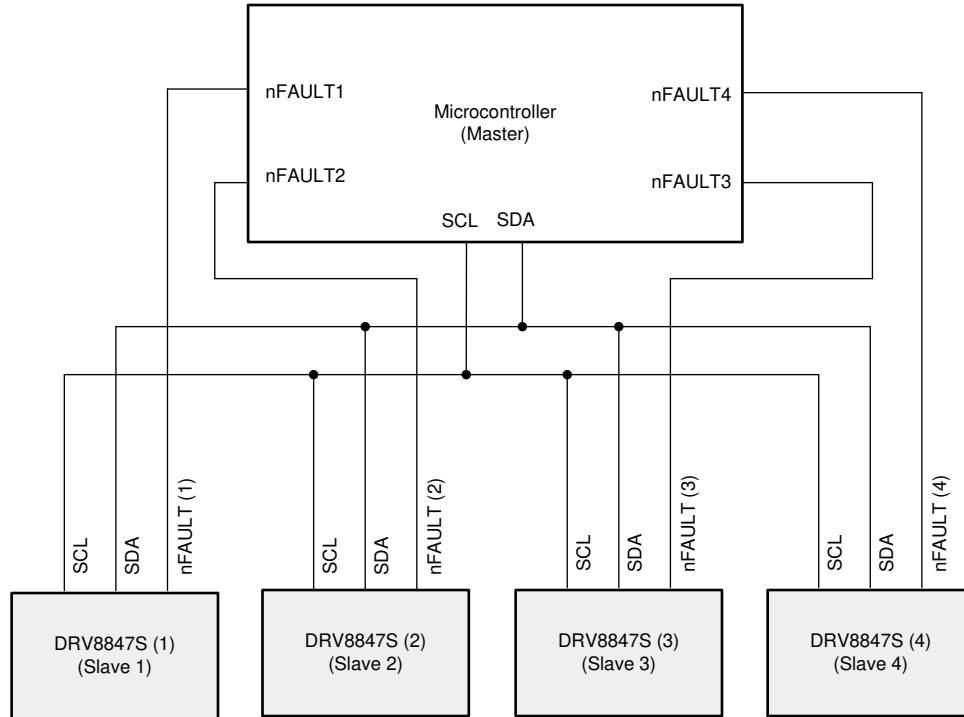 nFAULT1
nFAULT4
Microcontroller
(Master)
nFAULT2
nFAULT3
SCL
SDA
SCL
SDA
nFAULT (1)
SCL
SDA
nFAULT (2)
SCL
SDA
nFAULT (3)
SCL
SDA
nFAULT (4)
DRV8847S (1)
(Slave 1)
DRV8847S (2)
(Slave 2)
DRV8847S (3)
(Slave 3)
DRV8847S (4)
(Slave 4)